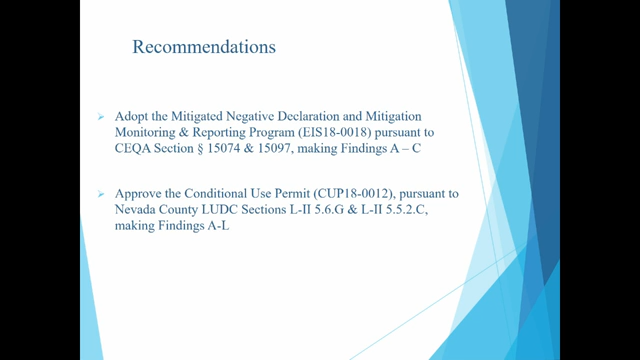 Recommendations
Adopt the Mitigated Negative Declaration and Mitigation
Monitoring & Reporting Program (EIS18-0018) pursuant to
CEQA Section § 15074 & 15097, making Findings A – C
Approve the Conditional Use Permit (CUP18-0012), pursuant to
Nevada County LUDC Sections L-II 5.6.G & L-II 5.5.2.C,
making Findings A-L